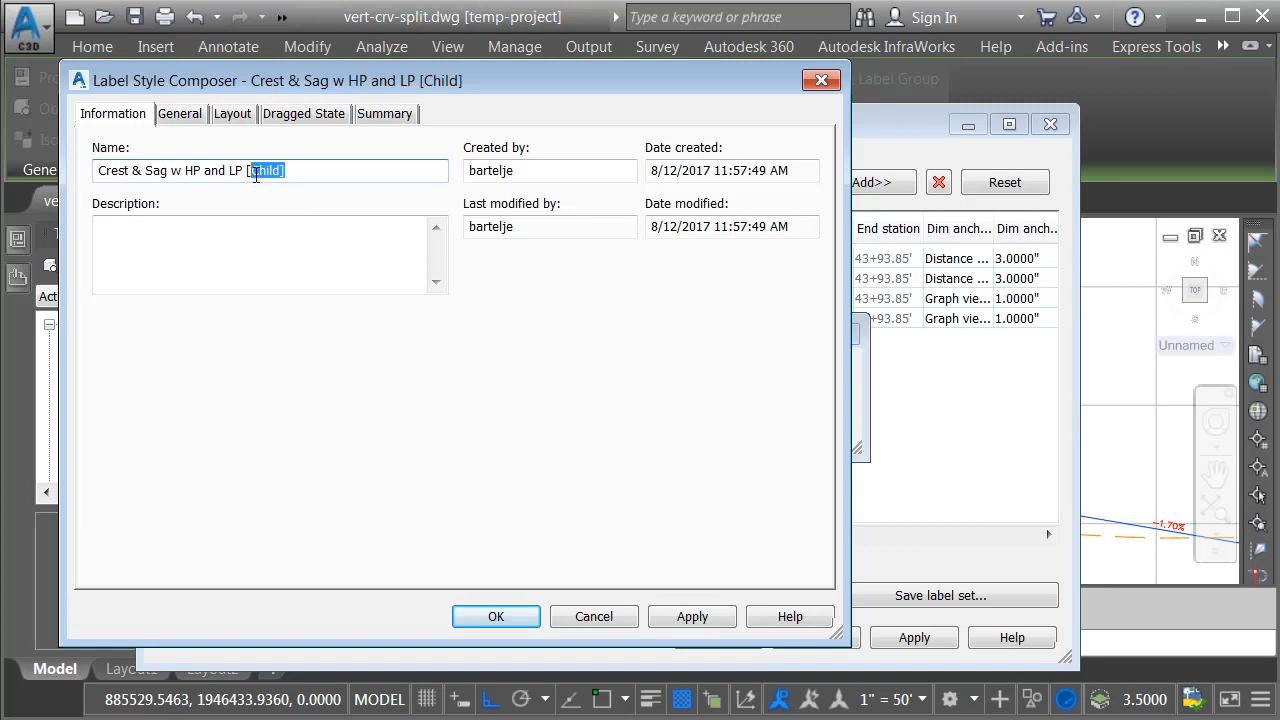 vert-crv-split.dwg [temp-project]
Type a keyword or phrase
Sign In
C3D
Home Insert Annotate Modify Analyze View Manage Output Survey Autodesk 360 Autodesk InfraWorks Help Add-ins Express Tools
Label Style Composer - Crest & Sag w HP and LP [Child]
Label Group
Information General Layout Dragged State Summary
Name:
Crest & Sag w HP and LP [Child]
Created by:
bartelje
Date created:
8/12/2017 11:57:49 AM
Description:
Last modified by:
bartelje
Date modified:
8/12/2017 11:57:49 AM
Gene
Act
Add>>
Reset
End station Dim anch... Dim anch...
43+93.85' Distance ... 3.0000"
43+93.85' Distance ... 3.0000"
43+93.85' Graph vie... 1.0000"
+93.85' Graph vie... 1.0000"
N
W TOP E
S
Unnamed
-1.70%
Save label set...
OK Cancel Apply Help
Apply Help
Model Layout1 Layout2
885529.5463, 1946433.9360, 0.0000 MODEL 1" = 50' 3.5000